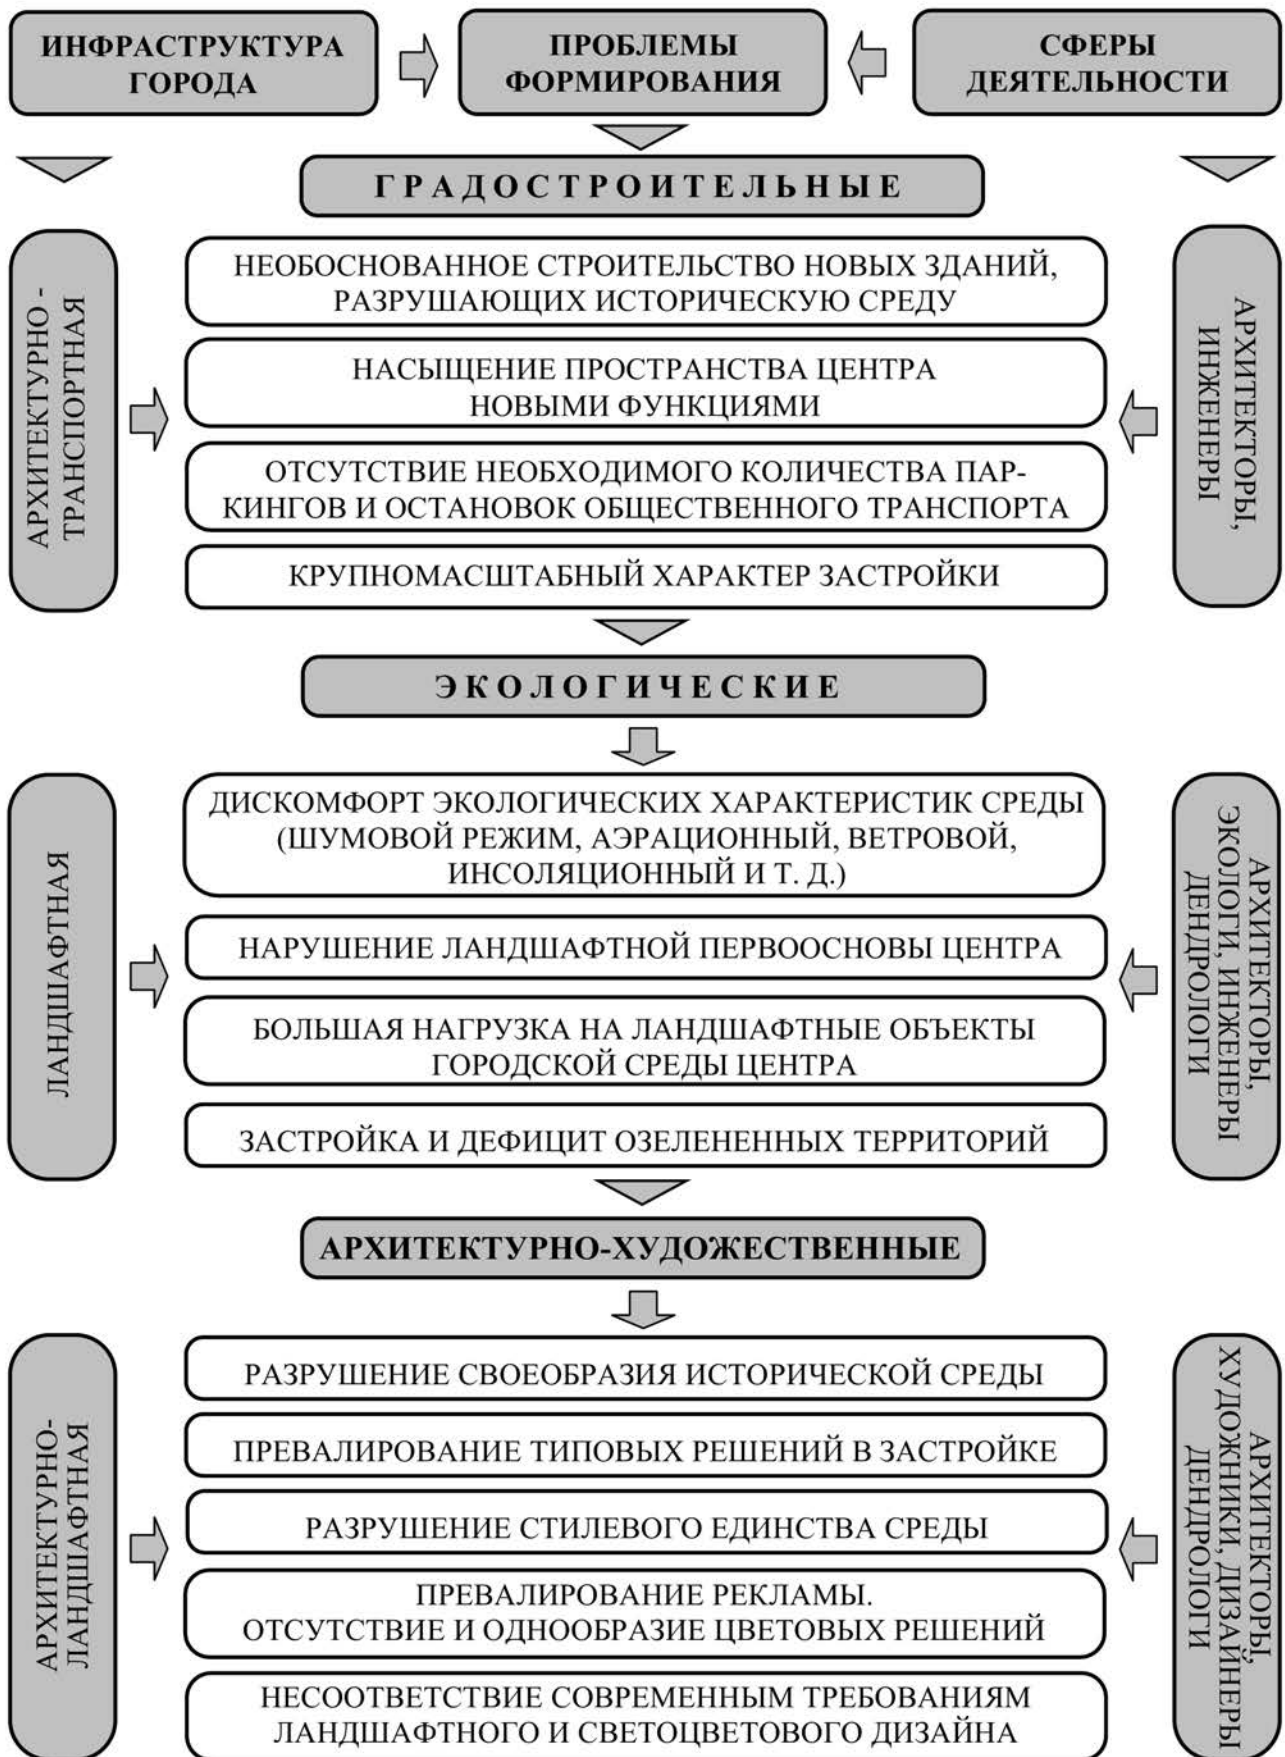 ИНФРАСТРУКТУРА
ГОРОДА
ПРОБЛЕМЫ
ФОРМИРОВАНИЯ
СФЕРЫ
ДЕЯТЕЛЬНОСТИ
ГРАДОСТРОИТЕЛЬНЫЕ
АРХИТЕКТУРНО -
ТРАНСПОРТНАЯ
НЕОБОСНОВАННОЕ СТРОИТЕЛЬСТВО НОВЫХ ЗДАНИЙ,
РАЗРУШАЮЩИХ ИСТОРИЧЕСКУЮ СРЕДУ
НАСЫЩЕНИЕ ПРОСТРАНСТВА ЦЕНТРА
НОВЫМИ ФУНКЦИЯМИ
ОТСУТСТВИЕ НЕОБХОДИМОГО КОЛИЧЕСТВА ПАР-
КИНГОВ И ОСТАНОВОК ОБЩЕСТВЕННОГО ТРАНСПОРТА
КРУПНОМАСШТАБНЫЙ ХАРАКТЕР ЗАСТРОЙКИ
АРХИТЕКТОРЫ,
ИНЖЕНЕРЫ
ЭКОЛОГИЧЕСКИЕ
ЛАНДШАФТНАЯ
ДИСКОМФОРТ ЭКОЛОГИЧЕСКИХ ХАРАКТЕРИСТИК СРЕДЫ
(ШУМОВОЙ РЕЖИМ, АЭРАЦИОННЫЙ, ВЕТРОВОЙ,
ИНСОЛЯЦИОННЫЙ И Т. Д.)
НАРУШЕНИЕ ЛАНДШАФТНОЙ ПЕРВООСНОВЫ ЦЕНТРА
БОЛЬШАЯ НАГРУЗКА НА ЛАНДШАФТНЫЕ ОБЪЕКТЫ
ГОРОДСКОЙ СРЕДЫ ЦЕНТРА
ЗАСТРОЙКА И ДЕФИЦИТ ОЗЕЛЕНЕННЫХ ТЕРРИТОРИЙ
АРХИТЕКТОРЫ,
ЭКОЛОГИ, ИНЖЕНЕРЫ
ДЕНДРОЛОГИ
АРХИТЕКТУРНО-ХУДОЖЕСТВЕННЫЕ
АРХИТЕКТУРНО-
ЛАНДШАФТНАЯ
РАЗРУШЕНИЕ СВОЕОБРАЗИЯ ИСТОРИЧЕСКОЙ СРЕДЫ
ПРЕВАЛИРОВАНИЕ ТИПОВЫХ РЕШЕНИЙ В ЗАСТРОЙКЕ
РАЗРУШЕНИЕ СТИЛЕВОГО ЕДИНСТВА СРЕДЫ
ПРЕВАЛИРОВАНИЕ РЕКЛАМЫ.
ОТСУТСТВИЕ И ОДНООБРАЗИЕ ЦВЕТОВЫХ РЕШЕНИЙ
НЕСООТВЕТСТВИЕ СОВРЕМЕННЫМ ТРЕБОВАНИЯМ
ЛАНДШАФТНОГО И СВЕТОЦВЕТОВОГО ДИЗАЙНА
АРХИТЕКТОРЫ,
ХУДОЖНИКИ, ДИЗАЙНЕРЫ
ДЕНДРОЛОГИ